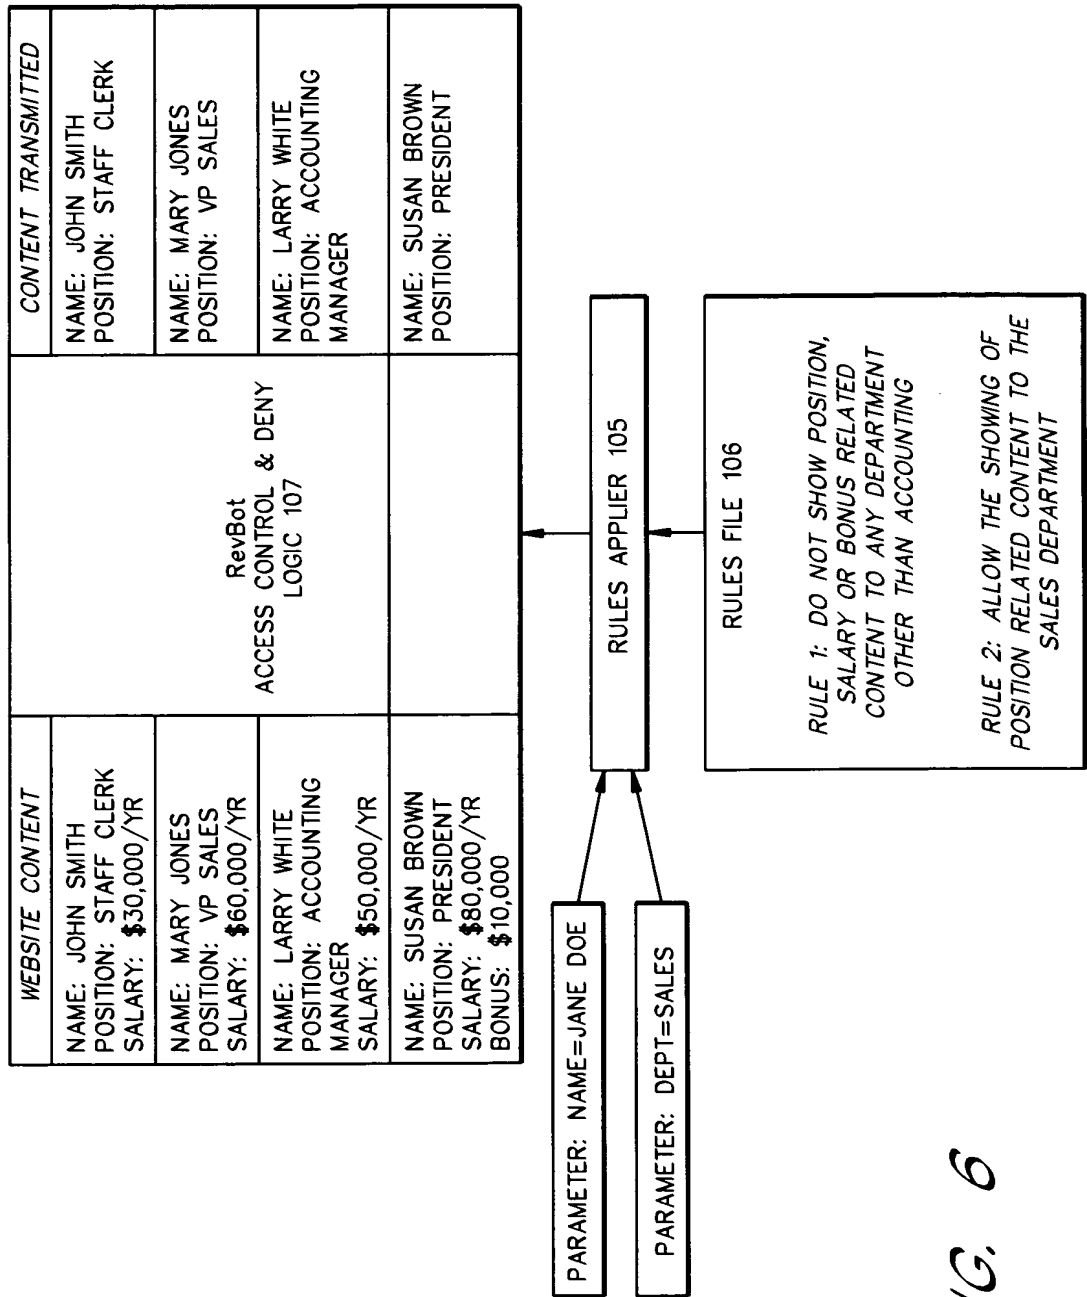 WEBSITE CONTENT
NAME: JOHN SMITH
POSITION: STAFF CLERK
SALARY: $30,000/YR
NAME: MARY JONES
POSITION: VP SALES
SALARY: $60,000/YR
NAME: LARRY WHITE
POSITION: ACCOUNTING
MANAGER
SALARY: $50,000/YR
NAME: SUSAN BROWN
POSITION: PRESIDENT
SALARY: $80,000/YR
BONUS: $10,000
RevBot
ACCESS CONTROL & DENY
LOGIC 107
CONTENT TRANSMITTED
NAME: JOHN SMITH
POSITION: STAFF CLERK
NAME: MARY JONES
POSITION: VP SALES
NAME: LARRY WHITE
POSITION: ACCOUNTING
MANAGER
NAME: SUSAN BROWN
POSITION: PRESIDENT
PARAMETER: NAME=JANE DOE
PARAMETER: DEPT=SALES
RULES APPLIER 105
RULES FILE 106
RULE 1: DO NOT SHOW POSITION,
SALARY OR BONUS RELATED
CONTENT TO ANY DEPARTMENT
OTHER THAN ACCOUNTING
RULE 2: ALLOW THE SHOWING OF
POSITION RELATED CONTENT TO THE
SALES DEPARTMENT
6